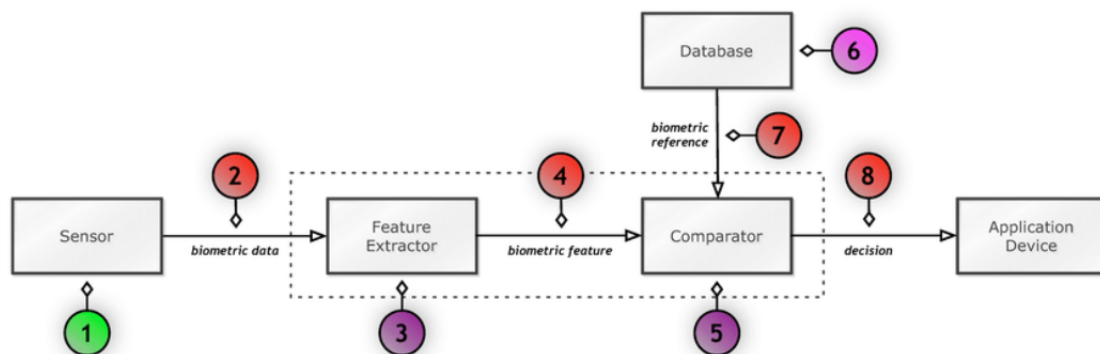 Database
6
biometric
reference
7
2
4
8
Sensor
biometric data
Feature
Extractor
biometric feature
Comparator
decision
Application
Device
1
3
5